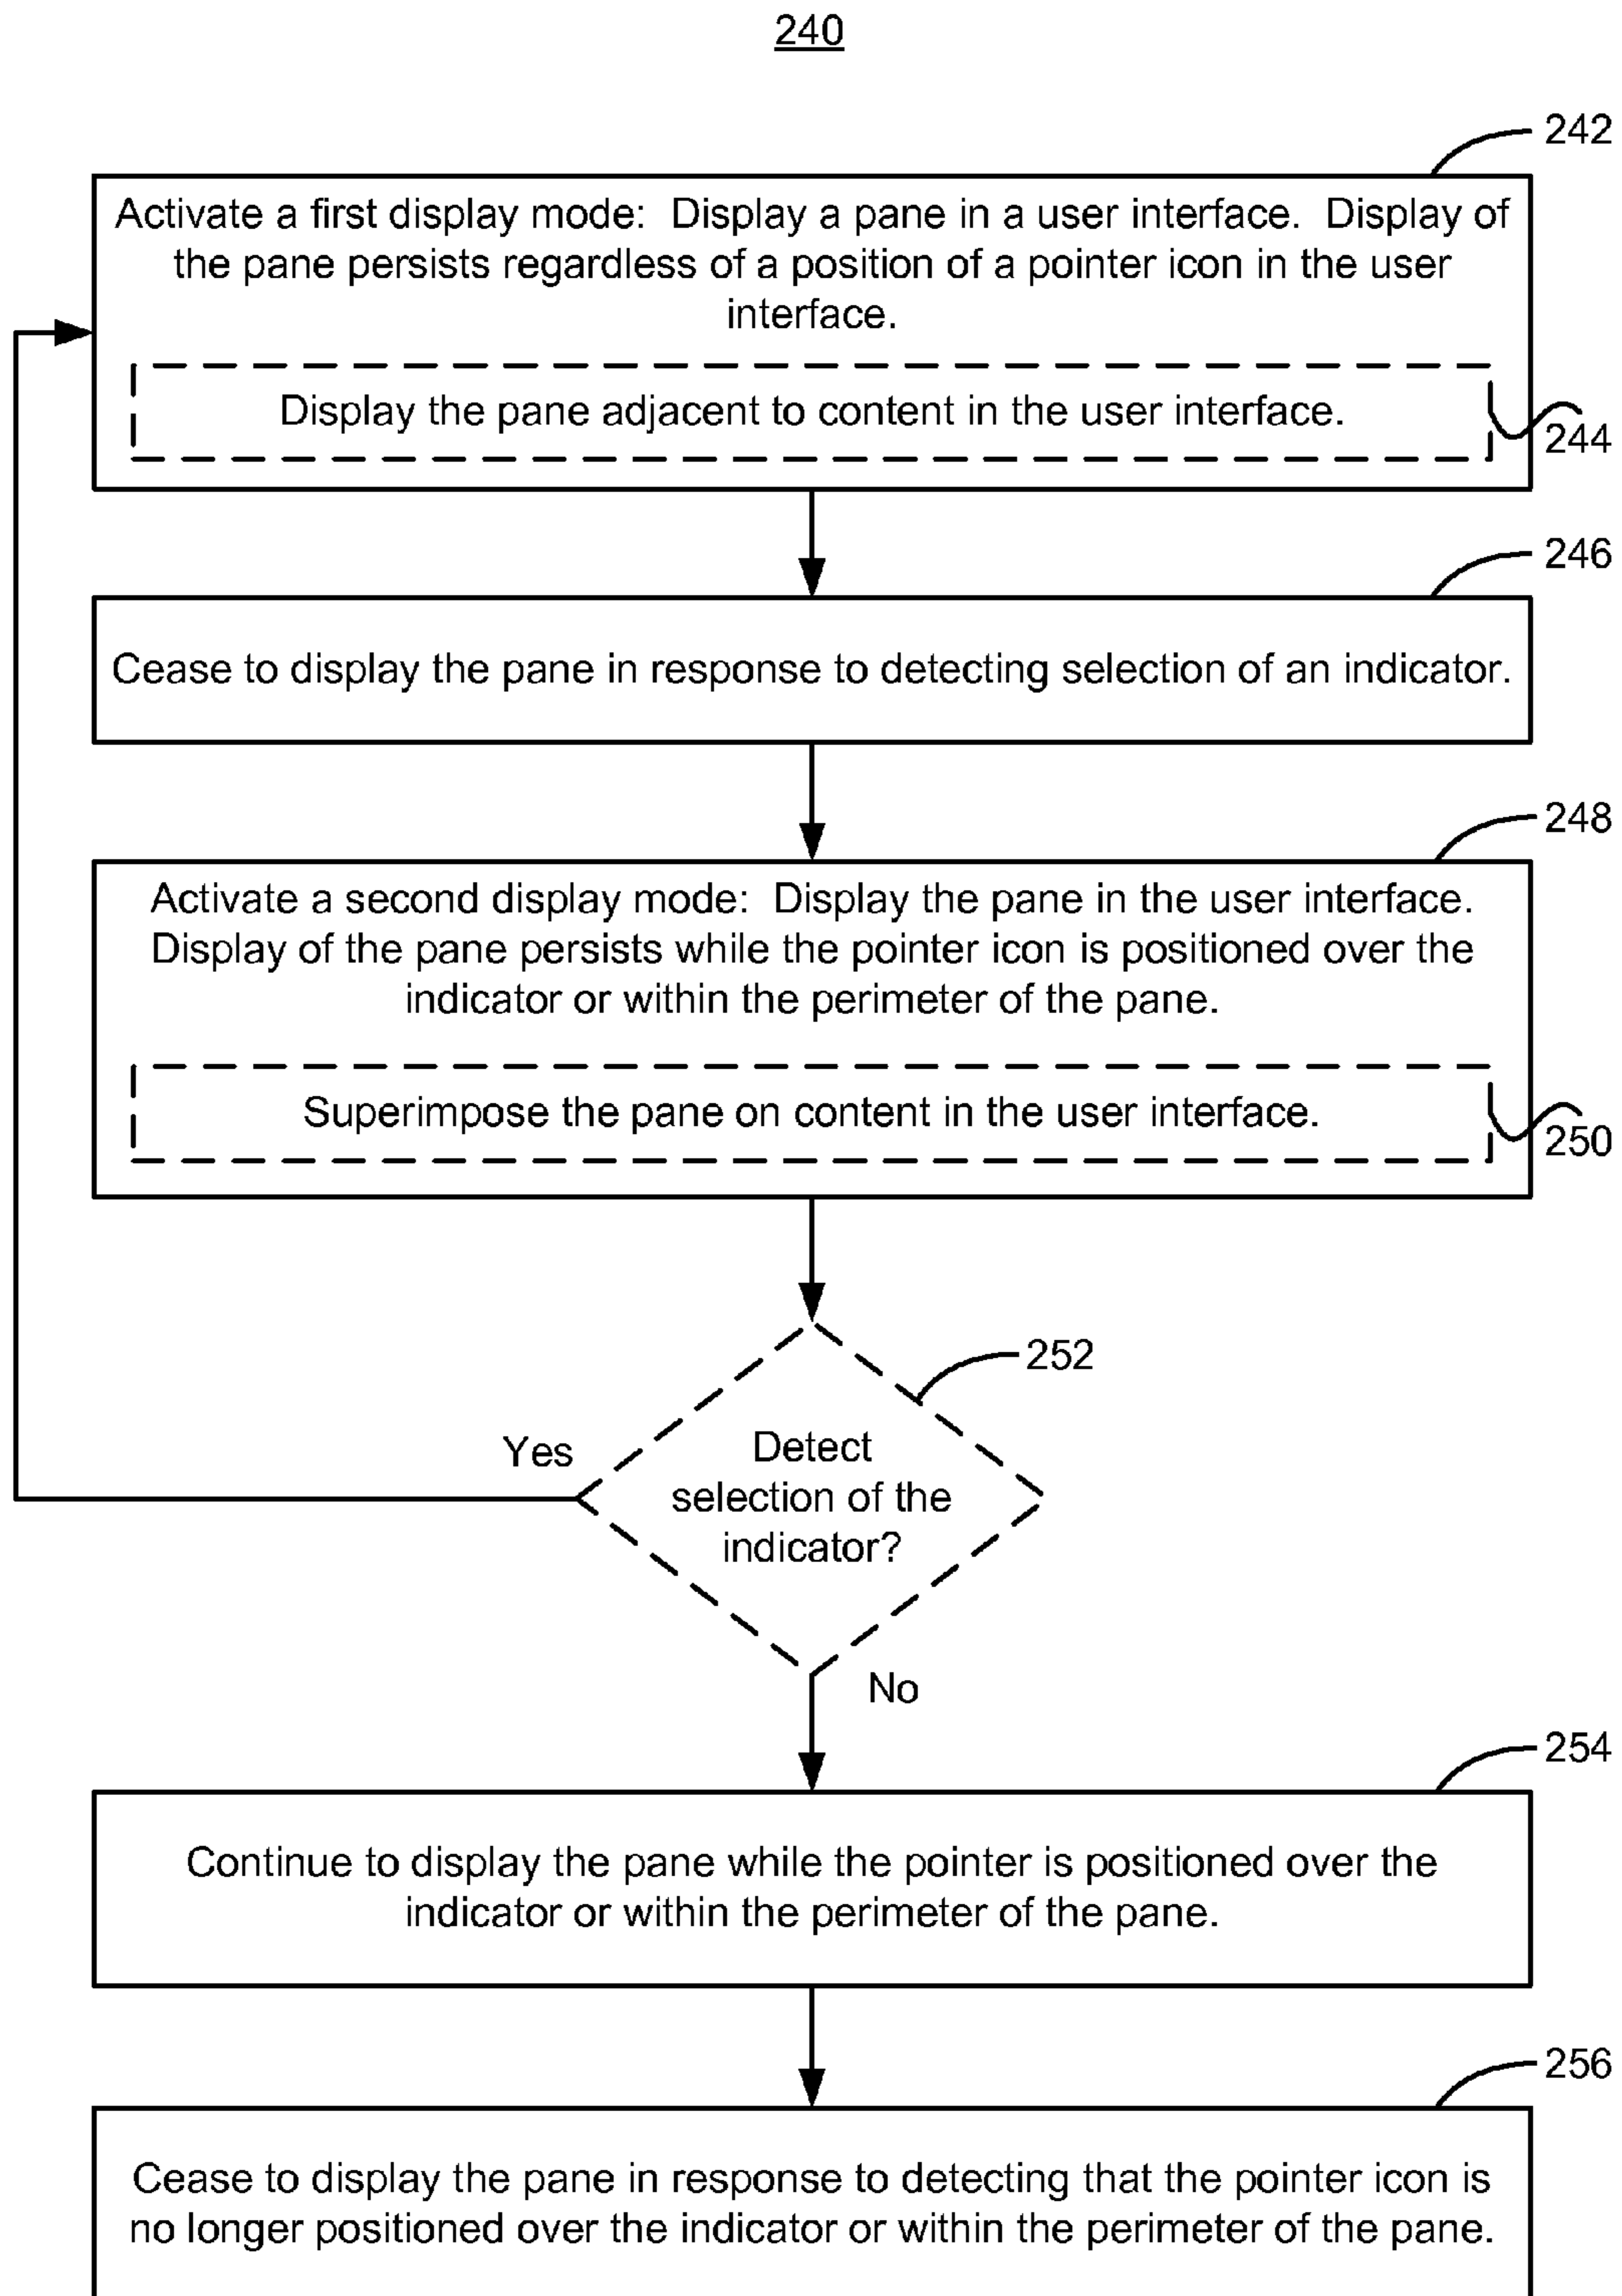 240
242
Activate a first display mode: Display a pane in a user interface. Display of
the pane persists regardless of a position of a pointer icon in the user
interface.
Display the pane adjacent to content in the user interface.
244
246
Cease to display the pane in response to detecting selection of an indicator.
248
Activate a second display mode: Display the pane in the user interface.
Display of the pane persists while the pointer icon is positioned over the
indicator or within the perimeter of the pane.
Superimpose the pane on content in the user interface.
250
252
Yes
Detect
selection of the
indicator?
No
254
Continue to display the pane while the pointer is positioned over the
indicator or within the perimeter of the pane.
256
Cease to display the pane in response to detecting that the pointer icon is
no longer positioned over the indicator or within the perimeter of the pane.